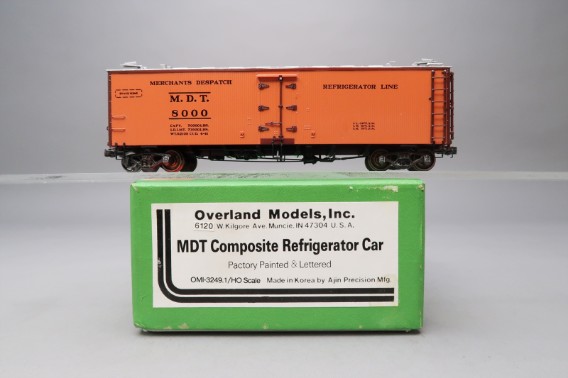 MERCHANTS DESPATCH
REFRIGERATOR LINE
M. D. T.
8000
Overland Models, Inc.
6120 W. Kilgore Ave. Muncie, IN 47304 U. S. A.
MDT Composite Refrigerator Car
Factory Painted & Lettered
OMI-3249.1/HO Scale Made in Korea by Ajin Precision Mfg.